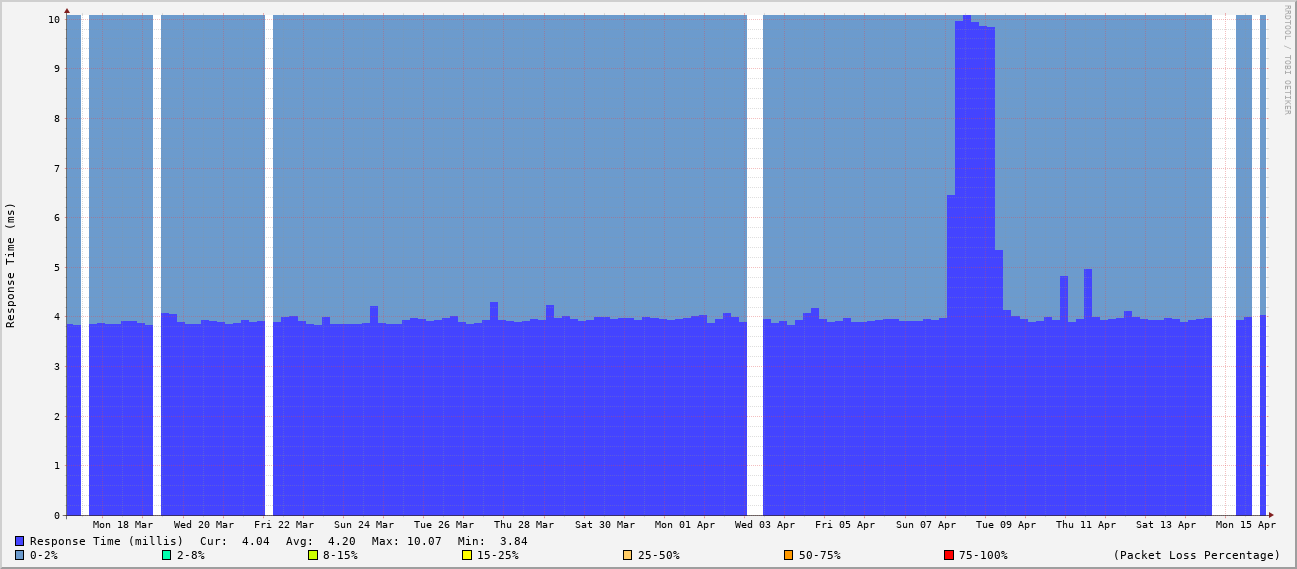 RRDTOOL / TOBI OETIKER
Response Time (ms)
10
9
8
7
6
5
4
3
2
1
0
Mon 18 Mar Wed 20 Mar Fri 22 Mar Sun 24 Mar Tue 26 Mar Thu 28 Mar Sat 30 Mar Mon 01 Apr Wed 03 Apr Fri 05 Apr Sun 07 Apr Tue 09 Apr Thu 11 Apr Sat 13 Apr Mon 15 Apr
Response Time (millis) Cur: 4.04 Avg: 4.20 Max: 10.07 Min: 3.84
0-2% 2-8% 8-15% 15-25% 25-50% 50-75% 75-100% (Packet Loss Percentage)